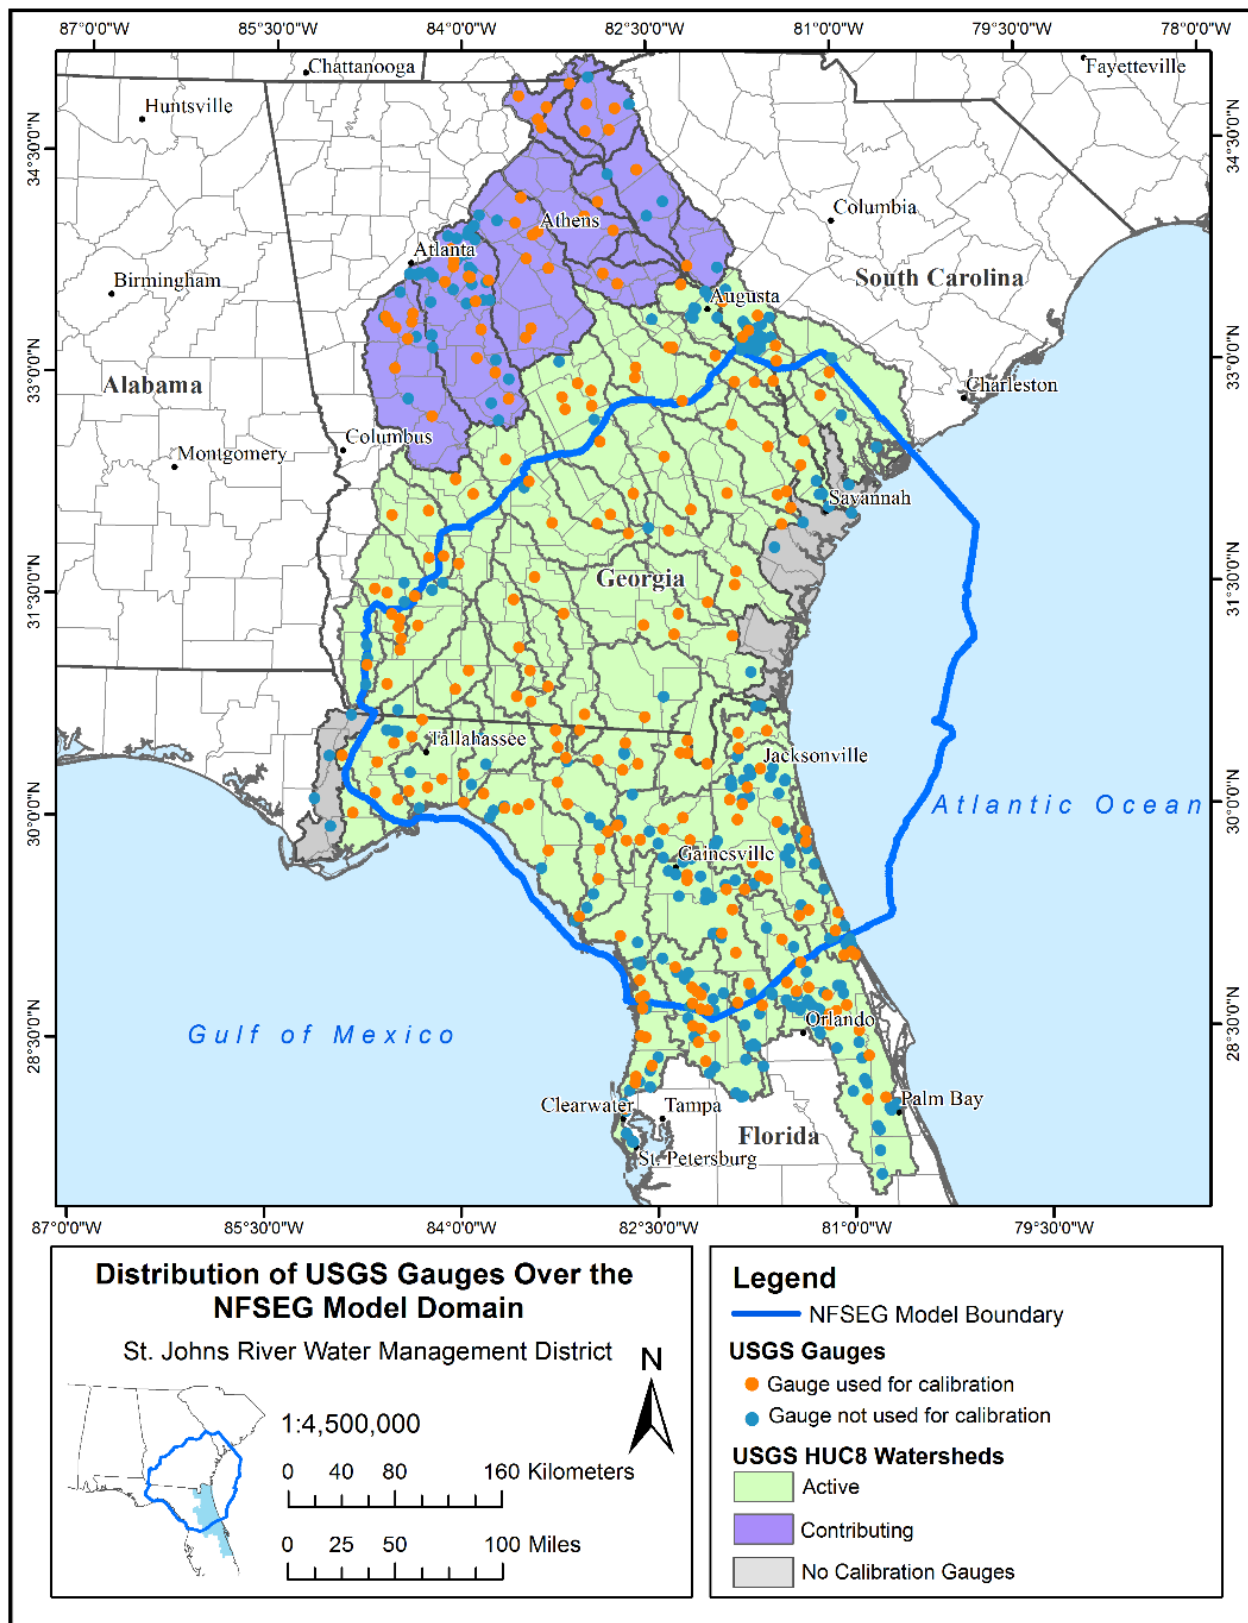 87°0'0"W 85°30'0"W 84°0'0"W 82°30'0"W 81°0'0"W 79°30'0"W 78°0'0"W
Chattanooga
Fayetteville
Huntsville
34°30'0"N
34°30'0"N
Columbia
Athens
Atlanta
South Carolina
Birmingham
Augusta
33°0'0"N
33°0'0"N
Alabama
Charleston
Columbus
Montgomery
Savannah
Georgia
31°30'0"N
31°30'0"N
Tallahassee
Jacksonville
Atlantic Ocean
30°0'0"N
30°0'0"N
Gainesville
Orlando
Gulf of Mexico
28°30'0"N
28°30'0"N
Palm Bay
Clearwater
Tampa
Florida
St. Petersburg
87°0'0"W 85°30'0"W 84°0'0"W 82°30'0"W 81°0'0"W 79°30'0"W
Distribution of USGS Gauges Over the
NFSEG Model Domain
St. Johns River Water Management District
N
1:4,500,000
0 40 80 160 Kilometers
0 25 50 100 Miles
Legend
NFSEG Model Boundary
USGS Gauges
Gauge used for calibration
Gauge not used for calibration
USGS HUC8 Watersheds
Active
Contributing
No Calibration Gauges